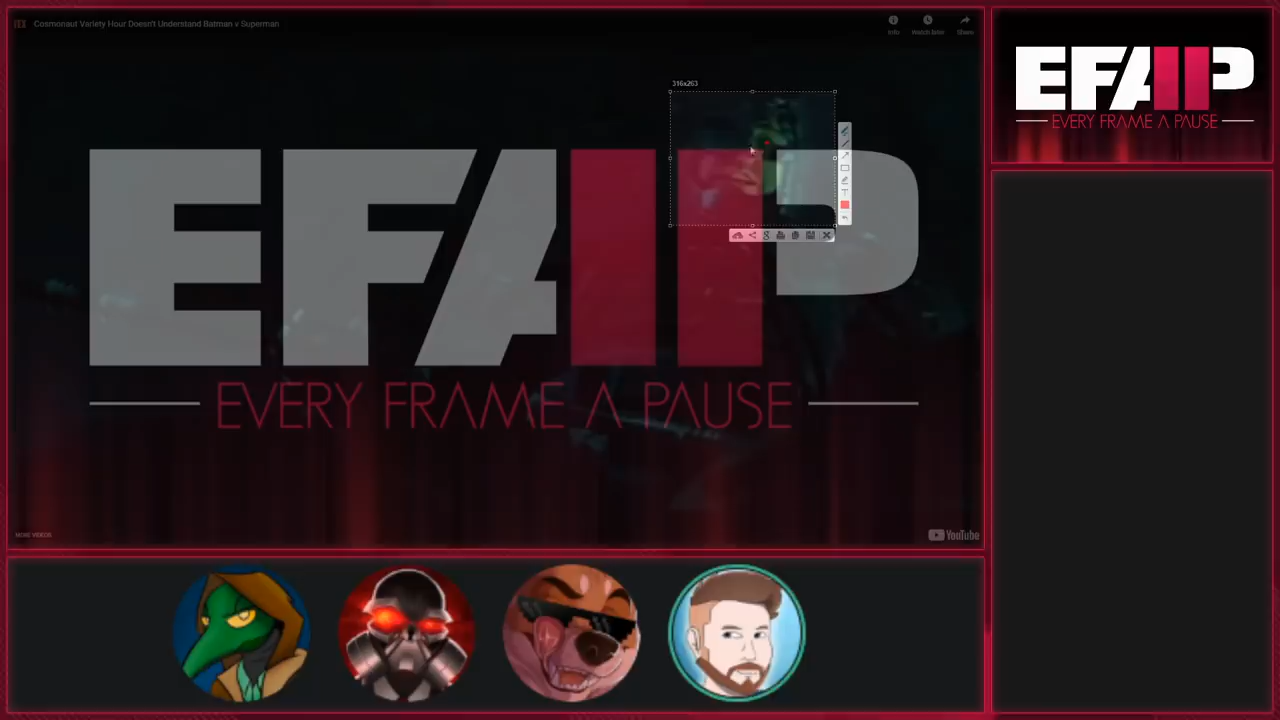 Cosmonaut Variety Hour Doesn't Understand Batman v Superman
Info
Watch later
Share
316x263
EFAP
EVERY FRAME A PAUSE
MORE VIDEOS
YouTube
EFAP
EVERY FRAME A PAUSE